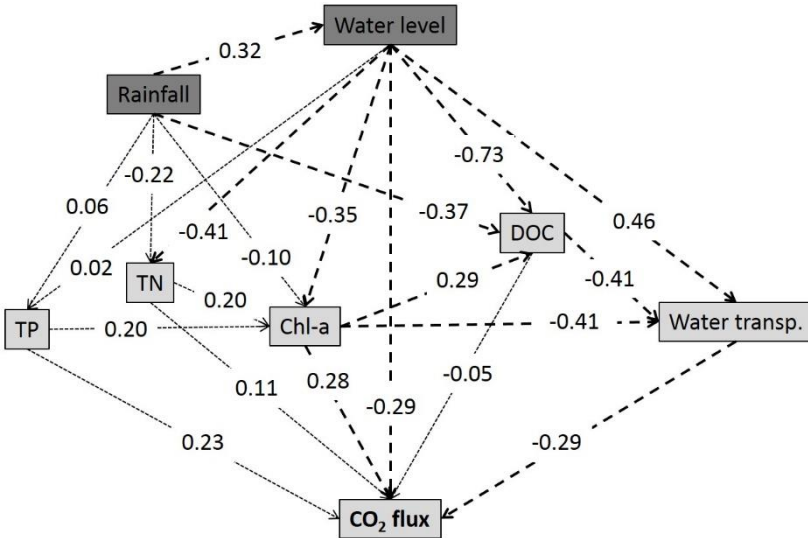 Water level
0.32
Rainfall
-0.22
-0.73
0.06
-0.35
-0.37
0.46
-0.41
DOC
0.02
-0.10
TN
0.29
-0.41
0.20
TP
0.20
Chl-a
-0.41
Water transp.
0.11
0.28
-0.05
-0.29
0.23
-0.29
CO₂ flux